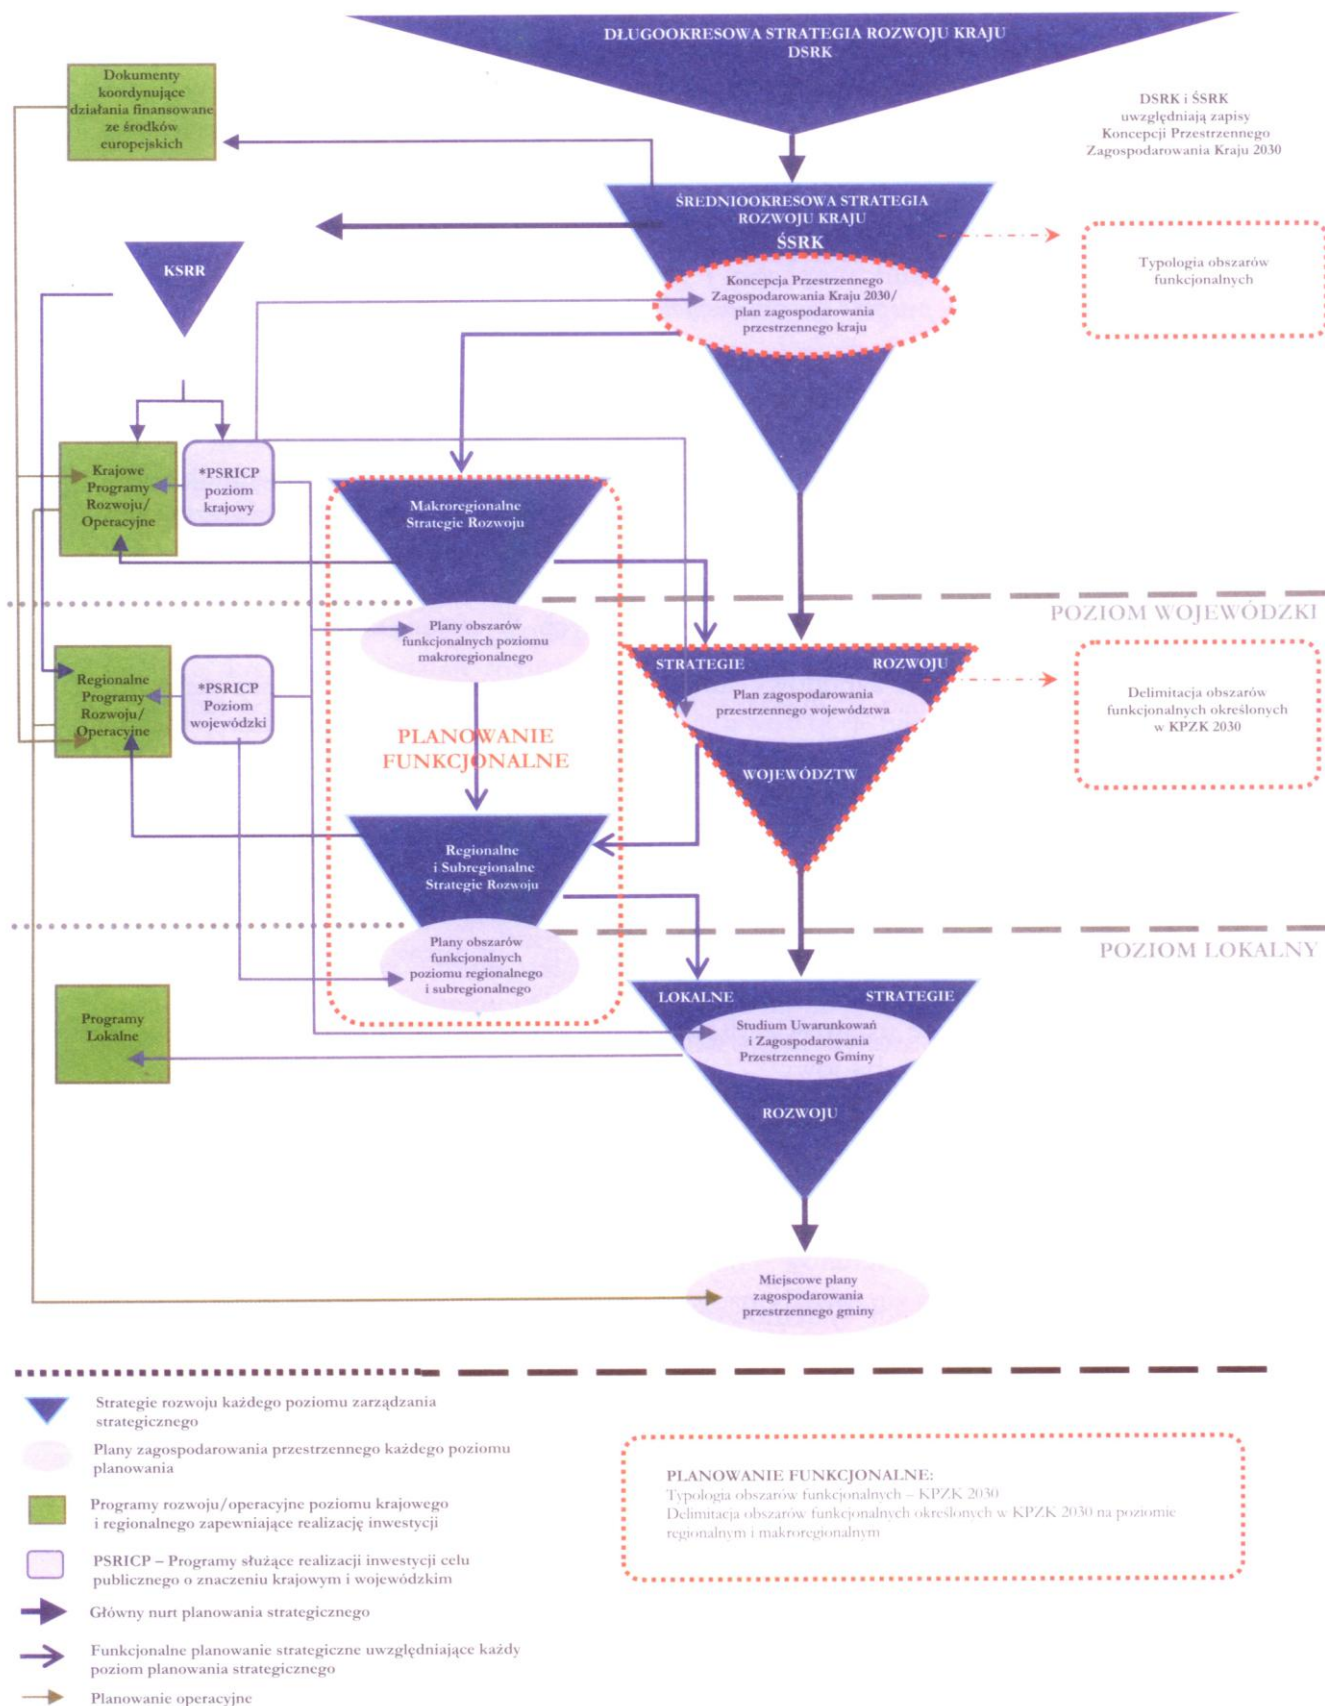 DŁUGOOKRESOWA STRATEGIA ROZWOJU KRAJU
DSRK
Dokumenty
koordynujące
działania finansowane
ze środków
europejskich
DSRK i ŚSRK
uwzględniają zapisy
Koncepcji Przestrzennego
Zagospodarowania Kraju 2030
ŚREDNIOOKRESOWA STRATEGIA
ROZWOJU KRAJU
ŚSRK
KSRR
Typologia obszarów
funkcjonalnych
Koncepcja Przestrzennego
Zagospodarowania Kraju 2030/
plan zagospodarowania
przestrzennego kraju
Krajowe
Programy
Rozwoju/
Operacyjne
*PSRICP
poziom
krajowy
Makroregionalne
Strategie Rozwoju
POZIOM WOJEWÓDZKI
Plany obszarów
funkcjonalnych poziomu
makroregionalnego
STRATEGIE ROZWOJU
Plan zagospodarowania
przestrzennego województwa
WOJEWÓDZTW
Regionalne
Programy
Rozwoju/
Operacyjne
*PSRICP
Poziom
wojewódzki
Delimitacja obszarów
funkcjonalnych określonych
w KPZK 2030
PLANOWANIE
FUNKCJONALNE
Regionalne
i Subregionalne
Strategie Rozwoju
POZIOM LOKALNY
Plany obszarów
funkcjonalnych
poziomu regionalnego
i subregionalnego
LOKALNE STRATEGIE
Studium Uwarunkowań
i Zagospodarowania
Przestrzennego Gminy
ROZWOJU
Programy
Lokalne
Miejscowe plany
zagospodarowania
przestrzennego gminy
Strategie rozwoju każdego poziomu zarządzania
strategicznego
Plany zagospodarowania przestrzennego każdego poziomu
planowania
Programy rozwoju/operacyjne poziomu krajowego
i regionalnego zapewniające realizację inwestycji
PSRICP – Programy służące realizacji inwestycji celu
publicznego o znaczeniu krajowym i wojewódzkim
Główny nurt planowania strategicznego
Funkcjonalne planowanie strategiczne uwzględniające każdy
poziom planowania strategicznego
Planowanie operacyjne
PLANOWANIE FUNKCJONALNE:
Typologia obszarów funkcjonalnych – KPZK 2030
Delimitacja obszarów funkcjonalnych określonych w KPZK 2030 na poziomie
regionalnym i makroregionalnym